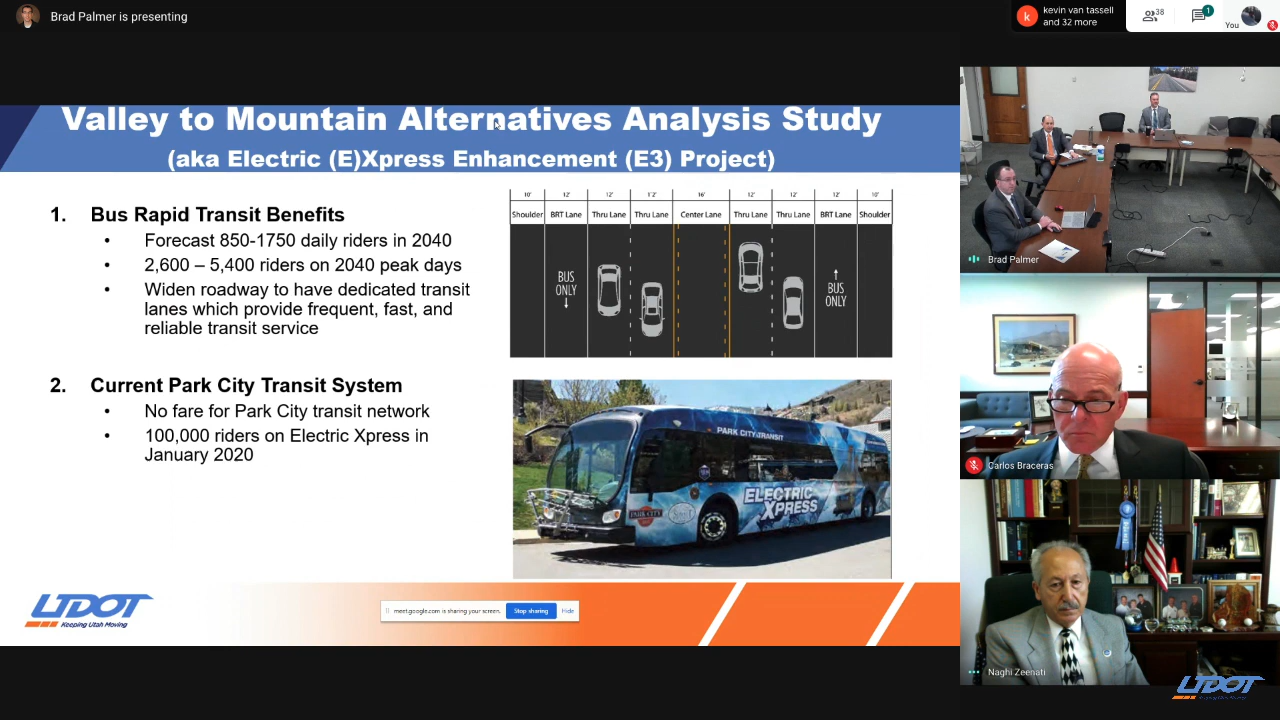 Brad Palmer is presenting
kevin van tassell
and 32 more
k
38
1
You
Valley to Mountain Alternatives Analysis Study
(aka Electric (E)Xpress Enhancement (E3) Project)
1. Bus Rapid Transit Benefits
• Forecast 850-1750 daily riders in 2040
• 2,600 – 5,400 riders on 2040 peak days
• Widen roadway to have dedicated transit
lanes which provide frequent, fast, and
reliable transit service
2. Current Park City Transit System
• No fare for Park City transit network
• 100,000 riders on Electric Xpress in
January 2020
10' 12' 12' 1'2' 16' 12' 12' 12' 10'
Shoulder BRT Lane Thru Lane Thru Lane Center Lane Thru Lane Thru Lane BRT Lane Shoulder
BUS
ONLY
↓
↑
BUS
ONLY
PARK CITY TRANSIT
ELECTRIC
XPRESS
PARK CITY
UDOT
Keeping Utah Moving
meet.google.com is sharing your screen. Stop sharing Hide
Brad Palmer
Carlos Braceras
Naghi Zeenati
UDOT